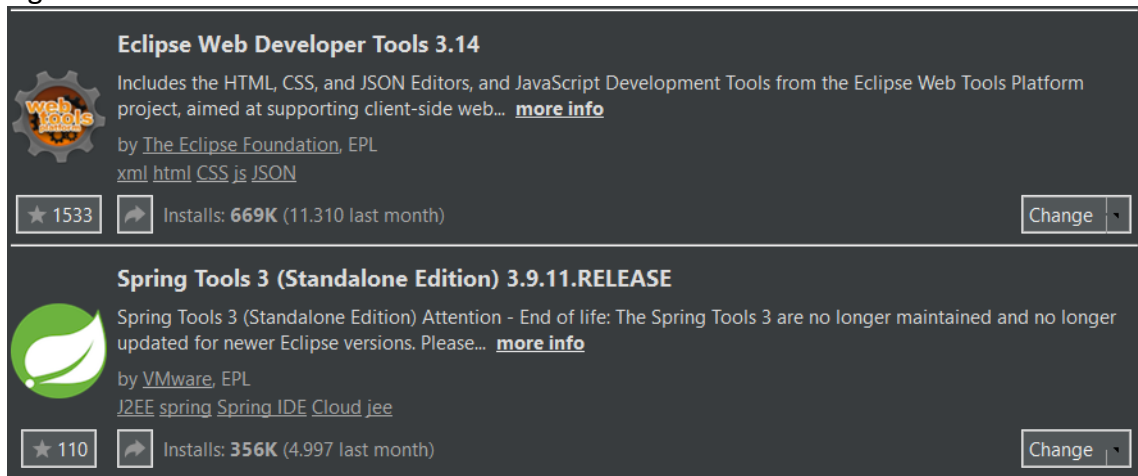 Eclipse Web Developer Tools 3.14
Includes the HTML, CSS, and JSON Editors, and JavaScript Development Tools from the Eclipse Web Tools Platform
project, aimed at supporting client-side web... more info
web
tools
platform
by The Eclipse Foundation, EPL
xml html CSS js JSON
★ 1533 Installs: 669K (11.310 last month) Change
Spring Tools 3 (Standalone Edition) 3.9.11.RELEASE
Spring Tools 3 (Standalone Edition) Attention - End of life: The Spring Tools 3 are no longer maintained and no longer
updated for newer Eclipse versions. Please... more info
by VMware, EPL
J2EE spring Spring IDE Cloud jee
★ 110 Installs: 356K (4.997 last month) Change